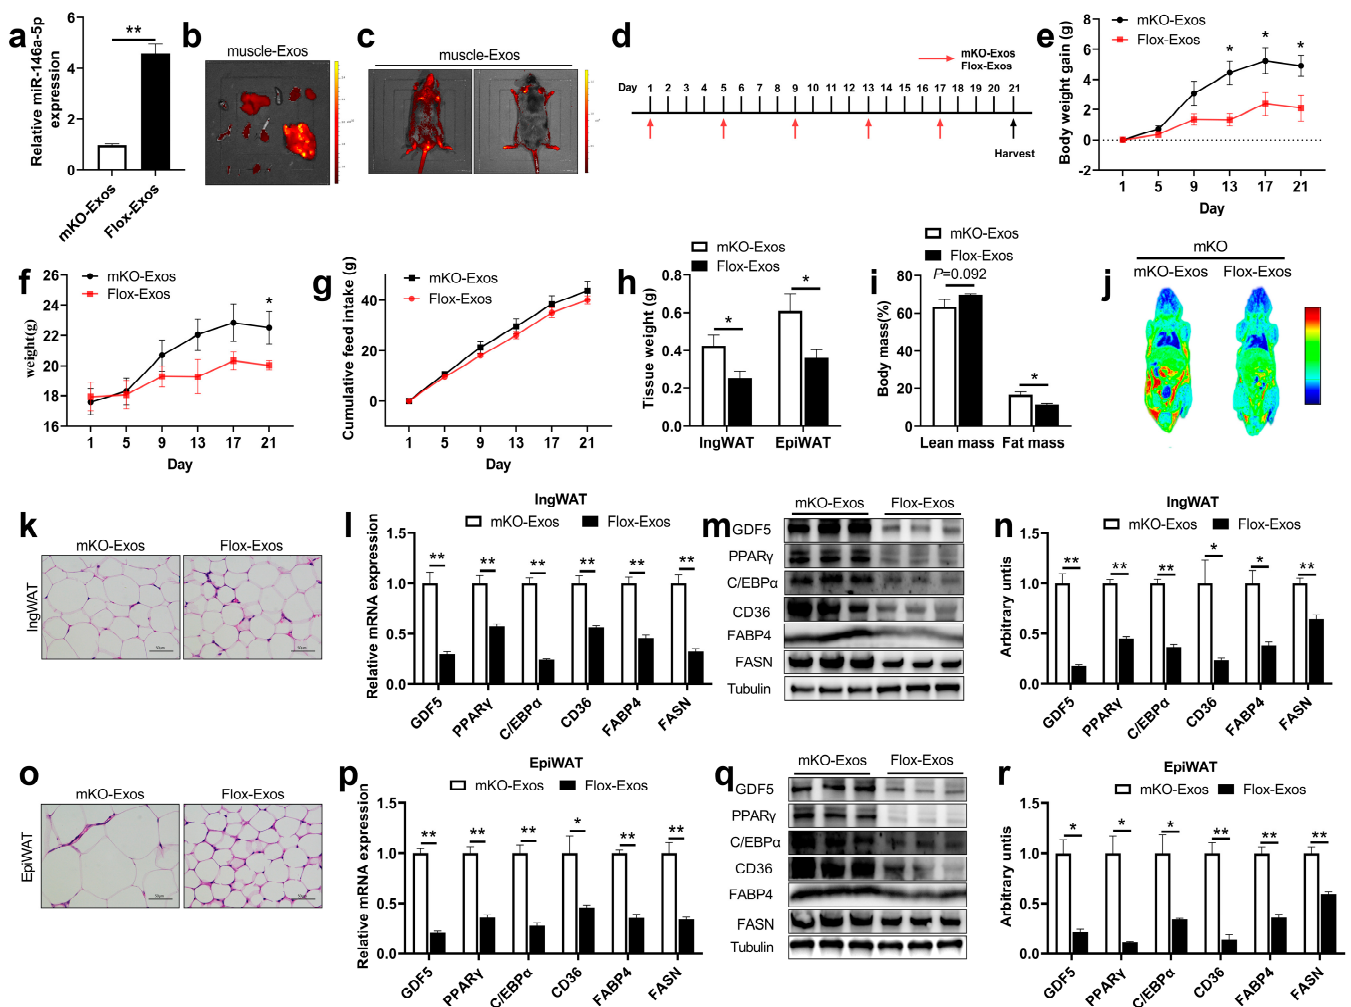 a
Relative miR-146a-5p
expression
6
4
2
0
**
mKO-Exos
Flox-Exos
b
muscle-Exos
c
muscle-Exos
d
mKO-Exos
Flox-Exos
Day 1 2 3 4 5 6 7 8 9 10 11 12 13 14 15 16 17 18 19 20 21
Harvest
e
Body weight gain (g)
mKO-Exos
Flox-Exos
8
6
4
2
0
-2
* * *
1 5 9 13 17 21
Day
f
weight(g)
mKO-Exos
Flox-Exos
26
24
22
20
18
16
*
1 5 9 13 17 21
Day
g
Cumulative feed intake (g)
mKO-Exos
Flox-Exos
40
20
0
1 5 9 13 17 21
Day
h
Tissue weight (g)
mKO-Exos
Flox-Exos
0.8
0.6
0.4
0.2
0.0
* *
IngWAT EpiWAT
i
Body mass(%)
mKO-Exos
Flox-Exos
P=0.092
80
60
40
20
0
*
Lean mass Fat mass
j
mKO
mKO-Exos Flox-Exos
k
mKO-Exos Flox-Exos
IngWAT
l
IngWAT
mKO-Exos Flox-Exos
Relative mRNA expression
1.5
1.0
0.5
0.0
** ** ** ** ** **
GDF5 PPARγ C/EBPα CD36 FABP4 FASN
m
mKO-Exos Flox-Exos
GDF5
PPARγ
C/EBPα
CD36
FABP4
FASN
Tubulin
n
IngWAT
mKO-Exos Flox-Exos
Arbitrary untis
1.5
1.0
0.5
0.0
** ** ** * * **
GDF5 PPARγ C/EBPα CD36 FABP4 FASN
o
mKO-Exos Flox-Exos
EpiWAT
p
EpiWAT
mKO-Exos Flox-Exos
Relative mRNA expression
1.5
1.0
0.5
0.0
** ** ** * ** **
GDF5 PPARγ C/EBPα CD36 FABP4 FASN
q
mKO-Exos Flox-Exos
GDF5
PPARγ
C/EBPα
CD36
FABP4
FASN
Tubulin
r
EpiWAT
mKO-Exos Flox-Exos
Arbitrary untis
1.5
1.0
0.5
0.0
* * * ** ** **
GDF5 PPARγ C/EBPα CD36 FABP4 FASN